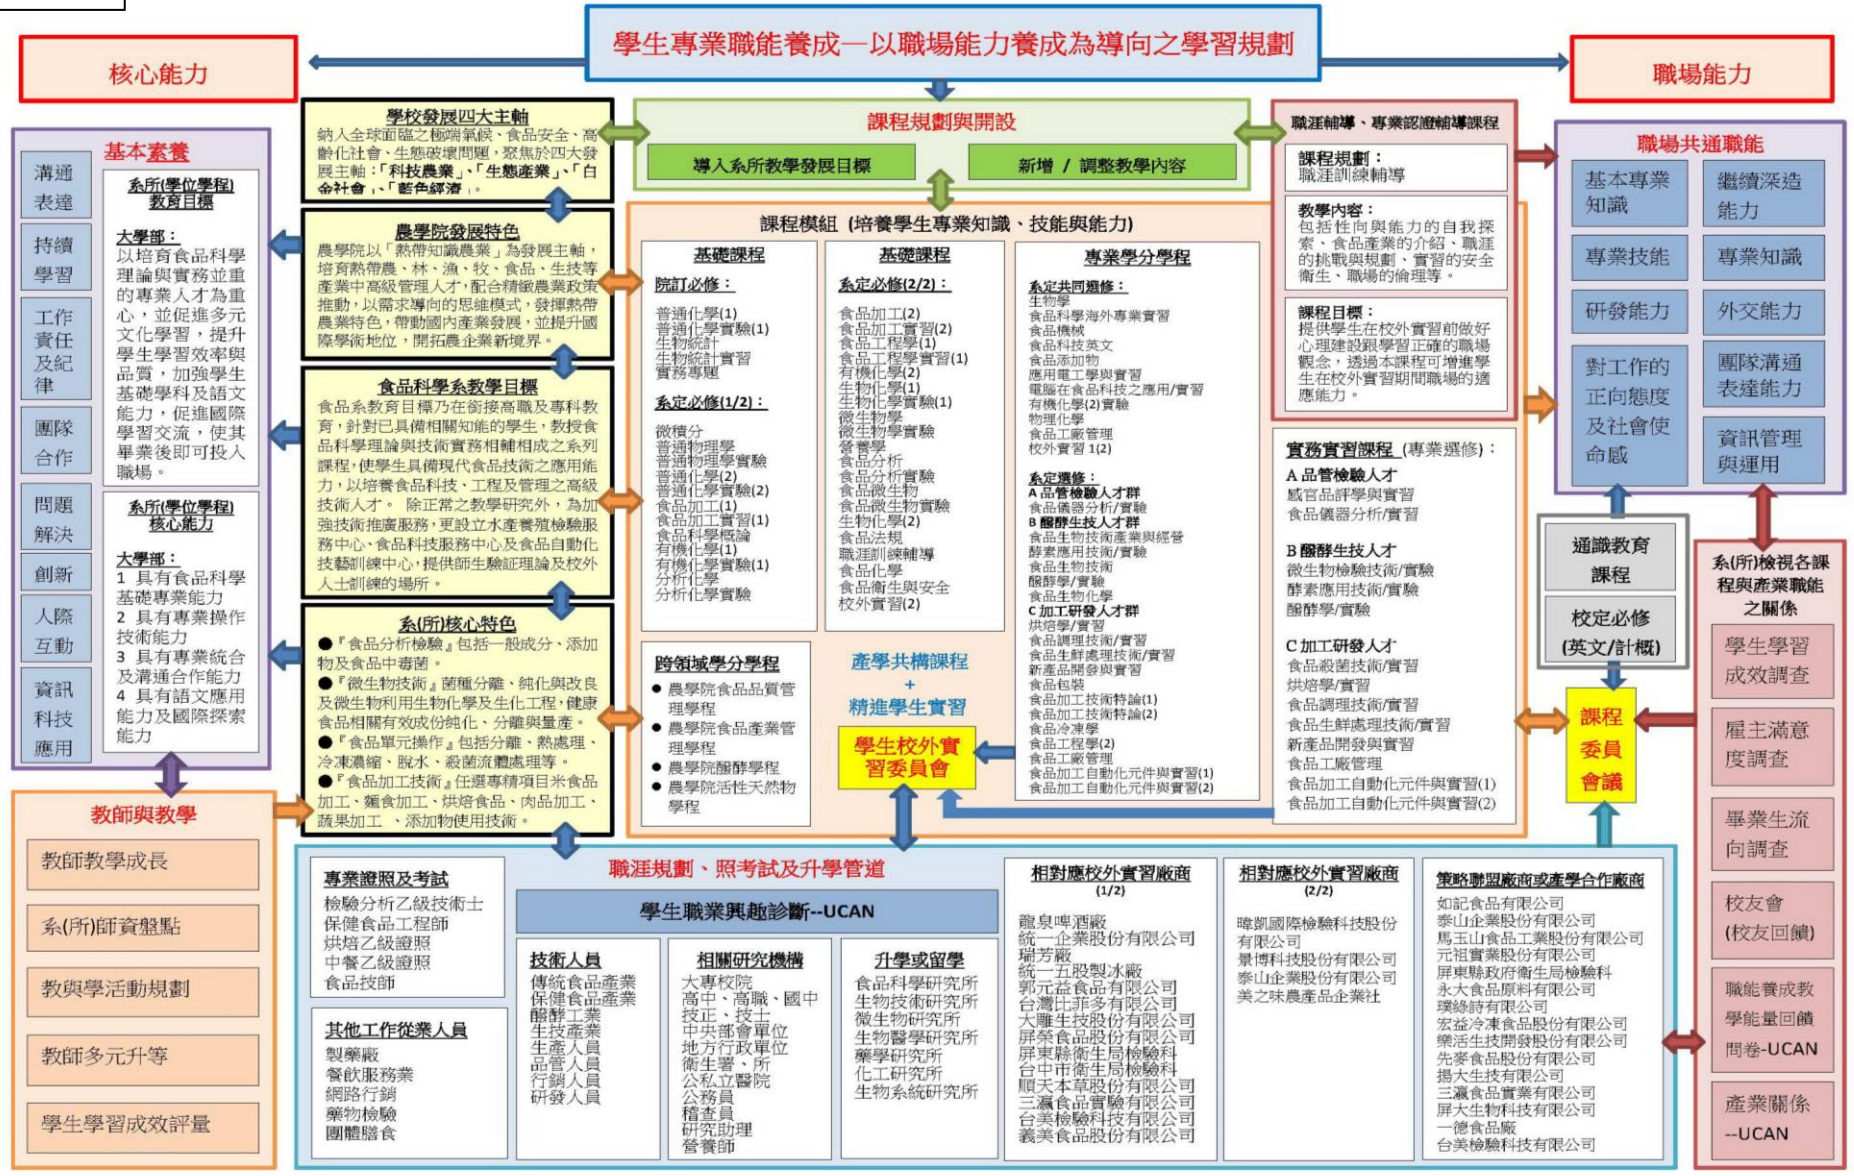 學生專業職能養成—以職場能力養成為導向之學習規劃
核心能力
職場能力
基本素養
溝通
表達
持續
學習
工作
責任
及紀
律
團隊
合作
問題
解決
創新
人際
互動
資訊
科技
應用
系所(學位學程)
教育目標
大學部：
以培育食品科學
理論與實務並重
的專業人才為重
心，並促進多元
文化學習，提升
學生學習效率與
品質，加強學生
基礎學科及語文
能力，促進國際
學習交流，使其
畢業後即可投入
職場。
系所(學位學程)
核心能力
大學部：
1 具有食品科學
基礎專業能力
2 具有專業操作
技術能力
3 具有專業統合
及溝通合作能力
4 具有語文應用
能力及國際探索
能力
教師與教學
教師教學成長
系(所)師資盤點
教與學活動規劃
教師多元升等
學生學習成效評量
學校發展四大主軸
納入全球面臨之極端氣候、食品安全、高
齡化社會、生態破壞問題，聚焦於四大發
展主軸：「科技農業」、「生態產業」、「白
金社會」、「藍色經濟」。
農學院發展特色
農學院以「熱帶知識農業」為發展主軸，
培育熱帶農、林、漁、牧、食品、生技等
產業中高級管理人才，配合精緻農業政策
推動，以需求導向的思維模式，發揮熱帶
農業特色，帶動國內產業發展，並提升國
際學術地位，開拓農企業新境界。
食品科學系教學目標
食品系教育目標乃在銜接高職及專科教
育，針對已具備相關知能的學生，教授食
品科學理論與技術實務相輔相成之系列
課程，使學生具備現代食品技術之應用能
力，以培養食品科技、工程及管理之高級
技術人才。 除正常之教學研究外，為加
強技術推廣服務，更設立水產養殖檢驗服
務中心、食品科技服務中心及食品自動化
技藝訓練中心，提供師生驗証理論及校外
人士訓練的場所。
系(所)核心特色
●『食品分析檢驗』包括一般成分、添加
物及食品中毒菌。
●『微生物技術』菌種分離、純化與改良
及微生物利用生物化學及生化工程，健康
食品相關有效成份純化、分離與量產。
●『食品單元操作』包括分離、熱處理、
冷凍濃縮、脫水、殺菌流體處理等。
●『食品加工技術』任選專精項目米食品
加工、麵食加工、烘焙食品、肉品加工、
蔬果加工 、添加物使用技術。
課程規劃與開設
導入系所教學發展目標
新增 / 調整教學內容
課程模組 (培養學生專業知識、技能與能力)
基礎課程
院訂必修：
普通化學(1)
普通化學實驗(1)
生物統計
生物統計實習
實務專題
系定必修(1/2)：
微積分
普通物理學
普通物理學實驗
普通化學(2)
普通化學實驗(2)
食品加工(1)
食品加工實習(1)
食品科學概論
有機化學(1)
有機化學實驗(1)
分析化學
分析化學實驗
基礎課程
系定必修(2/2)：
食品加工(2)
食品加工實習(2)
食品工程學(1)
食品工程學實習(1)
有機化學(2)
生物化學(1)
生物化學實驗(1)
微生物學
微生物學實驗
營養學
食品分析
食品分析實驗
食品微生物
食品微生物實驗
生物化學(2)
食品法規
職涯訓練輔導
食品化學
食品衛生與安全
校外實習(2)
專業學分學程
系定共同選修：
生物學
食品科學海外專業實習
食品機械
食品科技英文
食品添加物
應用電工學與實習
電腦在食品科技之應用/實習
有機化學(2)實驗
物理化學
食品工廠管理
校外實習 1(2)
系定選修：
A 品管檢驗人才群
食品儀器分析/實驗
B 醱酵生技人才群
食品生物技術產業與經營
酵素應用技術/實驗
食品生物技術
醱酵學/實驗
食品生物化學
C 加工研發人才群
烘焙學/實習
食品調理技術/實習
食品生鮮處理技術/實習
新產品開發與實習
食品包裝
食品加工技術特論(1)
食品加工技術特論(2)
食品冷凍學
食品工程學(2)
食品工廠管理
食品加工自動化元件與實習(1)
食品加工自動化元件與實習(2)
跨領域學分學程
● 農學院食品品質管
理學程
● 農學院食品產業管
理學程
● 農學院醱酵學程
● 農學院活性天然物
學程
產學共構課程
+
精進學生實習
學生校外實
習委員會
職涯輔導、專業認證輔導課程
課程規劃：
職涯訓練輔導
教學內容：
包括性向與能力的自我探
索、食品產業的介紹、職涯
的挑戰與規劃、實習的安全
衛生、職場的倫理等。
課程目標：
提供學生在校外實習前做好
心理建設跟學習正確的職場
觀念，透過本課程可增進學
生在校外實習期間職場的適
應能力。
實務實習課程 (專業選修)：
A 品管檢驗人才
感官品評學與實習
食品儀器分析/實習
B 醱酵生技人才
微生物檢驗技術/實驗
酵素應用技術/實驗
醱酵學/實驗
C 加工研發人才
食品殺菌技術/實習
烘焙學/實習
食品調理技術/實習
食品生鮮處理技術/實習
新產品開發與實習
食品工廠管理
食品加工自動化元件與實習(1)
食品加工自動化元件與實習(2)
職場共通職能
基本專業
知識
繼續深造
能力
專業技能
專業知識
研發能力
外交能力
對工作的
正向態度
及社會使
命感
團隊溝通
表達能力
資訊管理
與運用
通識教育
課程
校定必修
(英文/計概)
課程
委員
會議
系(所)檢視各課
程與產業職能
之關係
學生學習
成效調查
雇主滿意
度調查
畢業生流
向調查
校友會
(校友回饋)
職能養成教
學能量回饋
問卷-UCAN
產業關係
--UCAN
職涯規劃、照考試及升學管道
學生職業興趣診斷--UCAN
專業證照及考試
檢驗分析乙級技術士
保健食品工程師
烘焙乙級證照
中餐乙級證照
食品技師
其他工作從業人員
製藥廠
餐飲服務業
網路行銷
藥物檢驗
團體膳食
技術人員
傳統食品產業
保健食品產業
醱酵工業
生技產業
生產人員
品管人員
行銷人員
研發人員
相關研究機構
大專校院
高中、高職、國中
技正、技士
中央部會單位
地方行政單位
衛生署、所
公私立醫院
公務員
稽查員
研究助理
營養師
升學或留學
食品科學研究所
生物技術研究所
微生物研究所
生物醫學研究所
藥學研究所
化工研究所
生物系統研究所
相對應校外實習廠商
(1/2)
龍泉啤酒廠
統一企業股份有限公司
瑞芳廠
統一五股製冰廠
郭元益食品有限公司
台灣比菲多有限公司
大雕生技股份有限公司
屏榮食品股份有限公司
屏東縣衛生局檢驗科
台中市衛生局檢驗科
順天本草股份有限公司
三瀛食品實驗有限公司
台美檢驗科技有限公司
義美食品股份有限公司
相對應校外實習廠商
(2/2)
暐凱國際檢驗科技股份
有限公司
景博科技股份有限公司
泰山企業股份有限公司
美之味農產品企業社
策略聯盟廠商或產學合作廠商
如記食品有限公司
泰山企業股份有限公司
馬玉山食品工業股份有限公司
元祖實業股份有限公司
屏東縣政府衛生局檢驗科
永大食品原料有限公司
璞綠詩有限公司
宏益冷凍食品股份有限公司
樂活生技開發股份有限公司
先麥食品股份有限公司
揚大生技有限公司
三瀛食品實業有限公司
屏大生物科技有限公司
一德食品廠
台美檢驗科技有限公司